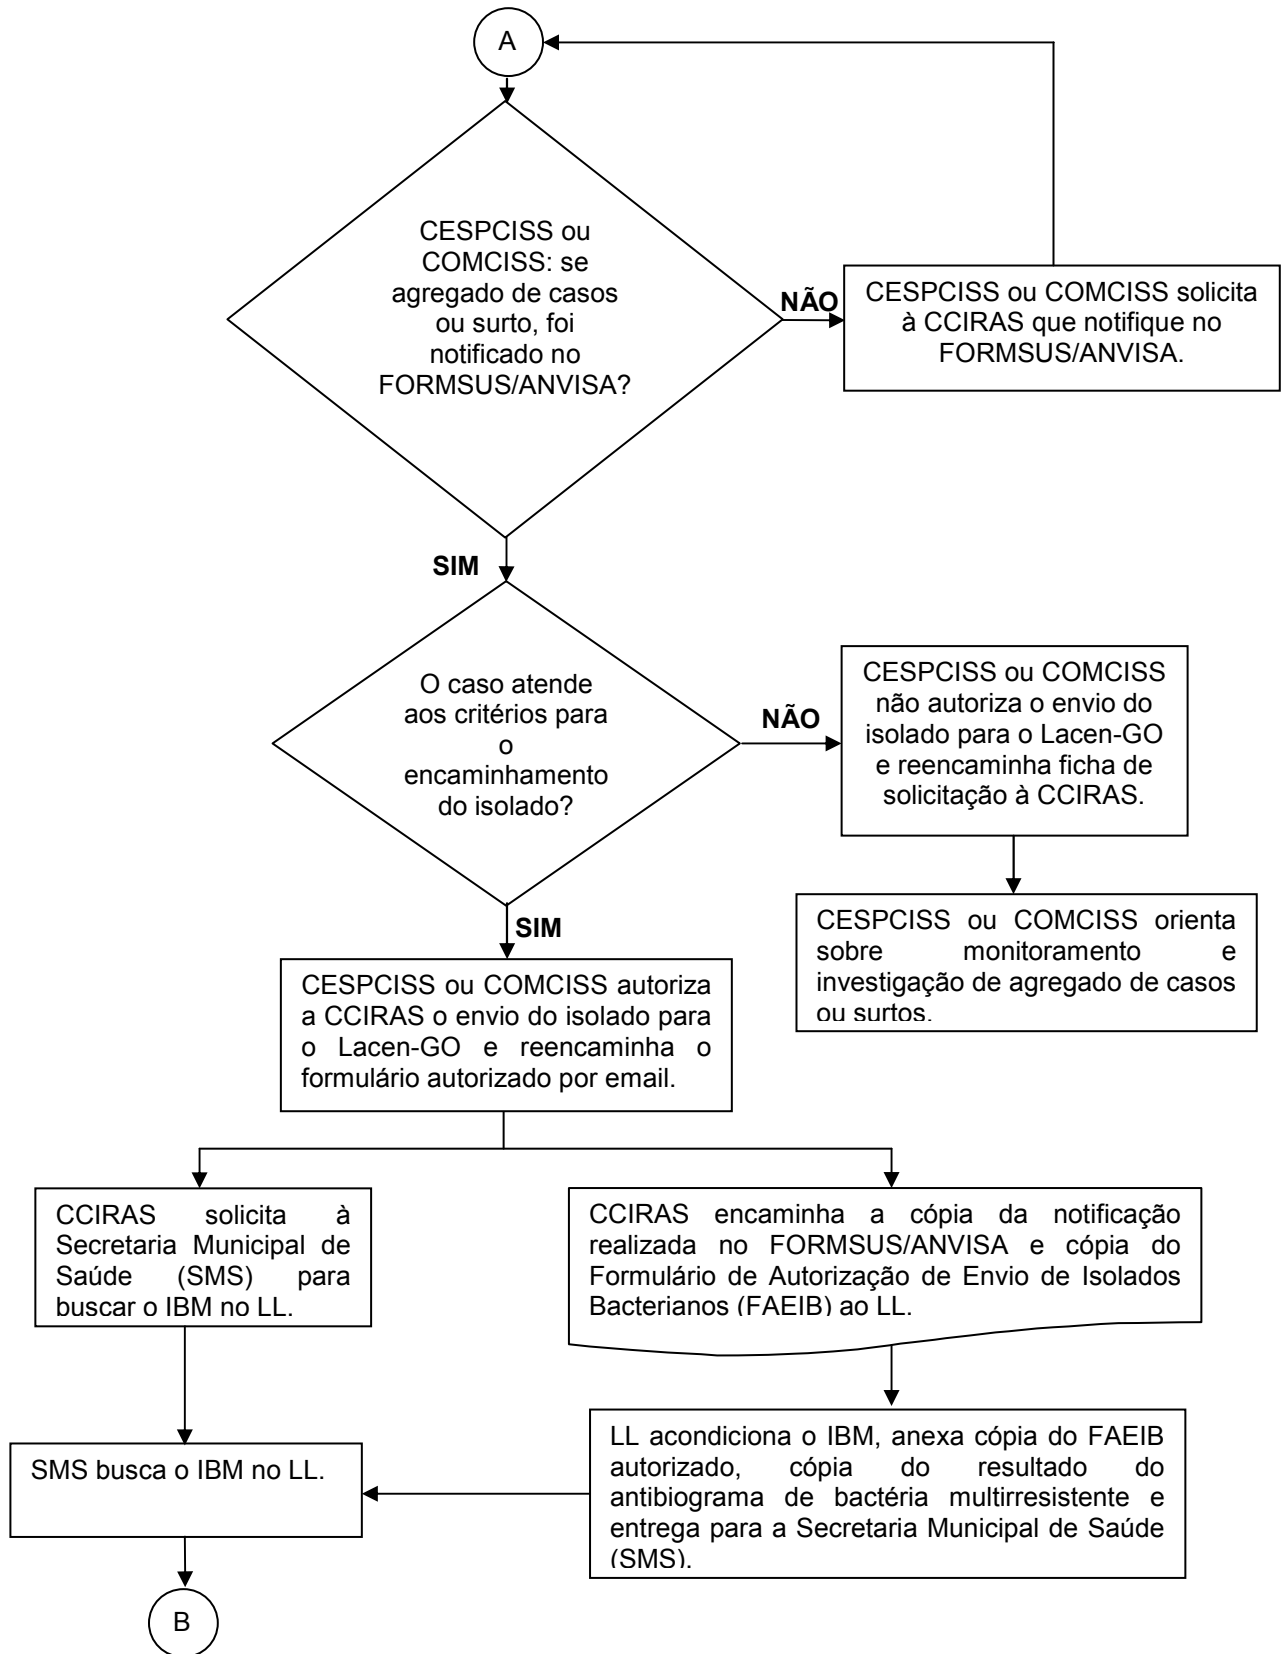 A
CESPCISS ou
COMCISS: se
agregado de casos
ou surto, foi
notificado no
FORMSUS/ANVISA?
NÃO
CESPCISS ou COMCISS solicita
à CCIRAS que notifique no
FORMSUS/ANVISA.
SIM
O caso atende
aos critérios para
o
encaminhamento
do isolado?
NÃO
CESPCISS ou COMCISS
não autoriza o envio do
isolado para o Lacen-GO
e reencaminha ficha de
solicitação à CCIRAS.
CESPCISS ou COMCISS orienta
sobre monitoramento e
investigação de agregado de casos
ou surtos.
SIM
CESPCISS ou COMCISS autoriza
a CCIRAS o envio do isolado para
o Lacen-GO e reencaminha o
formulário autorizado por email.
CCIRAS solicita à
Secretaria Municipal de
Saúde (SMS) para
buscar o IBM no LL.
CCIRAS encaminha a cópia da notificação
realizada no FORMSUS/ANVISA e cópia do
Formulário de Autorização de Envio de Isolados
Bacterianos (FAEIB) ao LL.
SMS busca o IBM no LL.
LL acondiciona o IBM, anexa cópia do FAEIB
autorizado, cópia do resultado do
antibiograma de bactéria multirresistente e
entrega para a Secretaria Municipal de Saúde
(SMS).
B